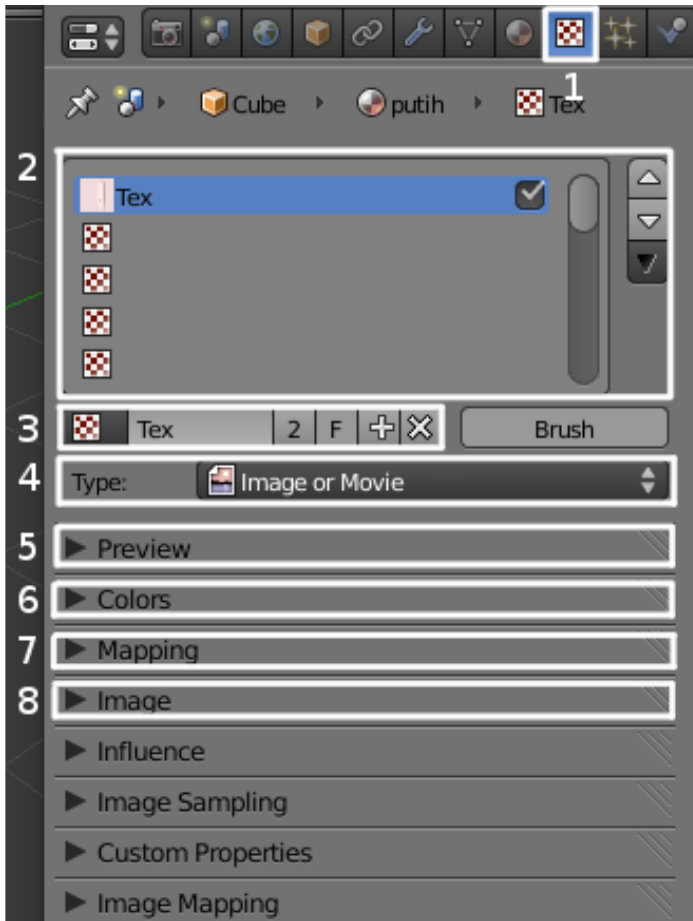 1
Cube putih Tex
2
Tex
3 Tex 2 F Brush
4 Type: Image or Movie
5 Preview
6 Colors
7 Mapping
8 Image
Influence
Image Sampling
Custom Properties
Image Mapping